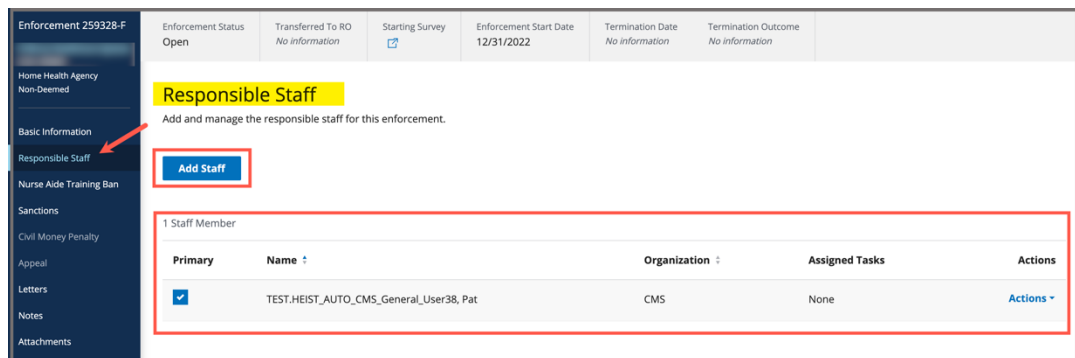 Enforcement 259328-F
Home Health Agency
Non-Deemed
Basic Information
Responsible Staff
Nurse Aide Training Ban
Sanctions
Civil Money Penalty
Appeal
Letters
Notes
Attachments
Enforcement Status
Open
Transferred To RO
No information
Starting Survey
Enforcement Start Date
12/31/2022
Termination Date
No information
Termination Outcome
No information
Responsible Staff
Add and manage the responsible staff for this enforcement.
Add Staff
1 Staff Member
Primary Name Organization Assigned Tasks Actions
TEST.HEIST_AUTO_CMS_General_User38, Pat CMS None Actions